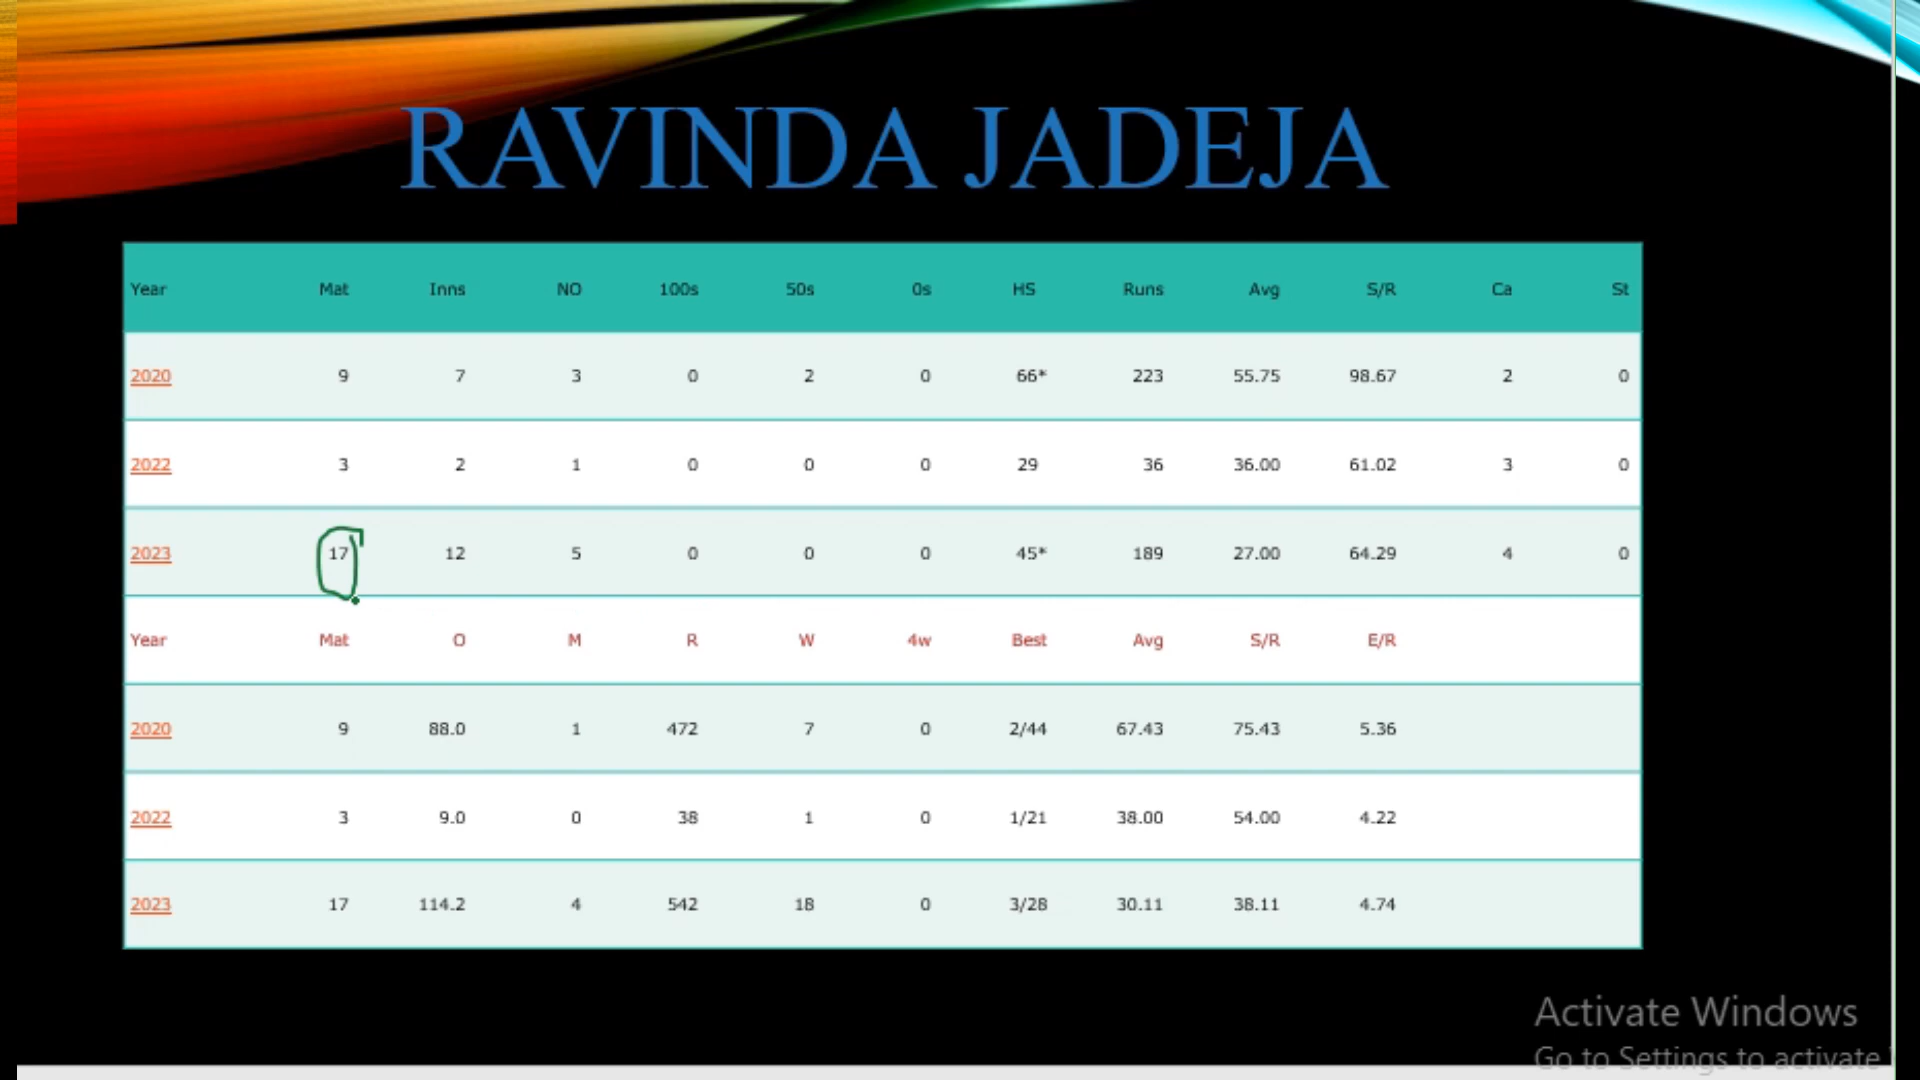 RAVINDA JADEJA
Year Mat Inns NO 100s 50s 0s HS Runs Avg S/R Ca St
2020 9 7 3 0 2 0 66* 223 55.75 98.67 2 0
2022 3 2 1 0 0 0 29 36 36.00 61.02 3 0
2023 17 12 5 0 0 0 45* 189 27.00 64.29 4 0
Year Mat O M R W 4w Best Avg S/R E/R
2020 9 88.0 1 472 7 0 2/44 67.43 75.43 5.36
2022 3 9.0 0 38 1 0 1/21 38.00 54.00 4.22
2023 17 114.2 4 542 18 0 3/28 30.11 38.11 4.74
Activate Windows
Go to Settings to activate